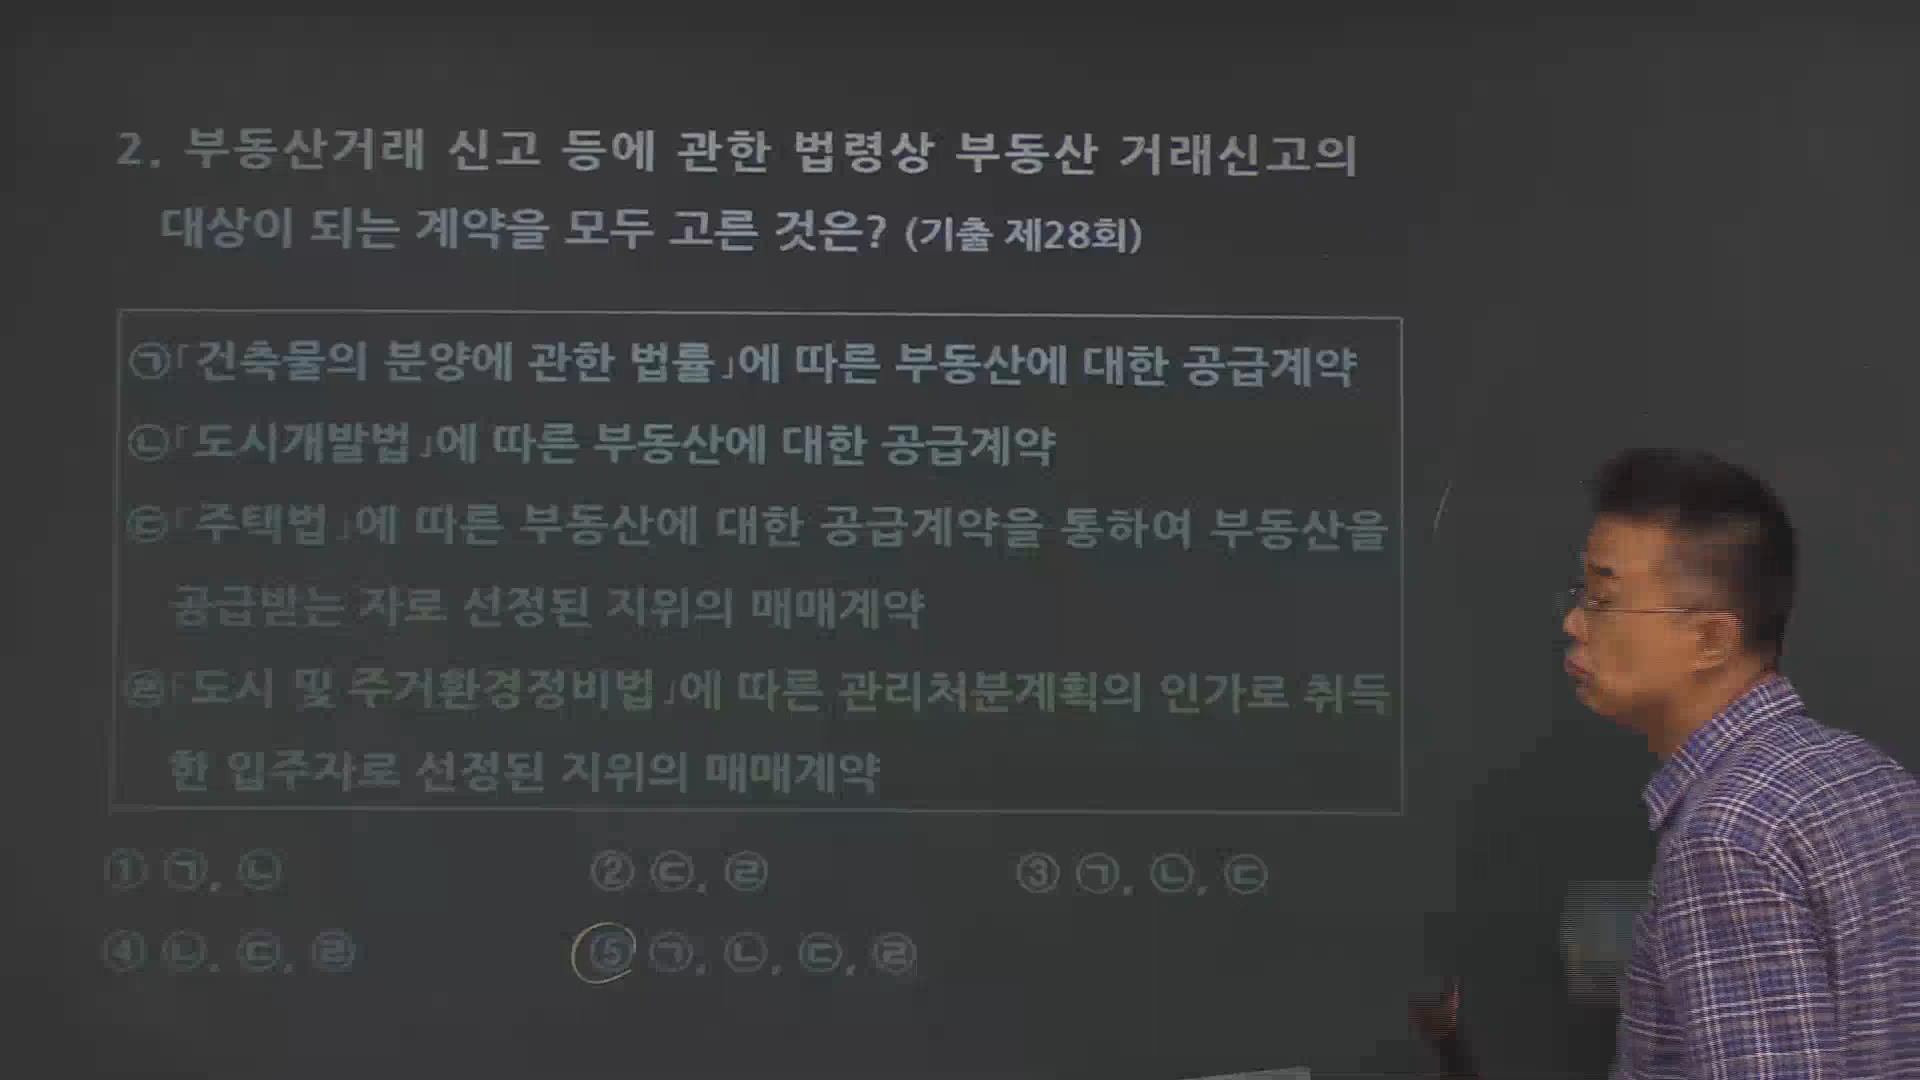 2. 부동산거래 신고 등에 관한 법령상 부동산 거래신고의
대상이 되는 계약을 모두 고른 것은? (기출 제28회)
㉠「건축물의 분양에 관한 법률」에 따른 부동산에 대한 공급계약
㉡「도시개발법」에 따른 부동산에 대한 공급계약
㉢「주택법」에 따른 부동산에 대한 공급계약을 통하여 부동산을
공급받는 자로 선정된 지위의 매매계약
㉣「도시 및 주거환경정비법」에 따른 관리처분계획의 인가로 취득
한 입주자로 선정된 지위의 매매계약
① ㉠, ㉡ ② ㉢, ㉣ ③ ㉠, ㉡, ㉢
④ ㉡, ㉢, ㉣ ⑤ ㉠, ㉡, ㉢, ㉣